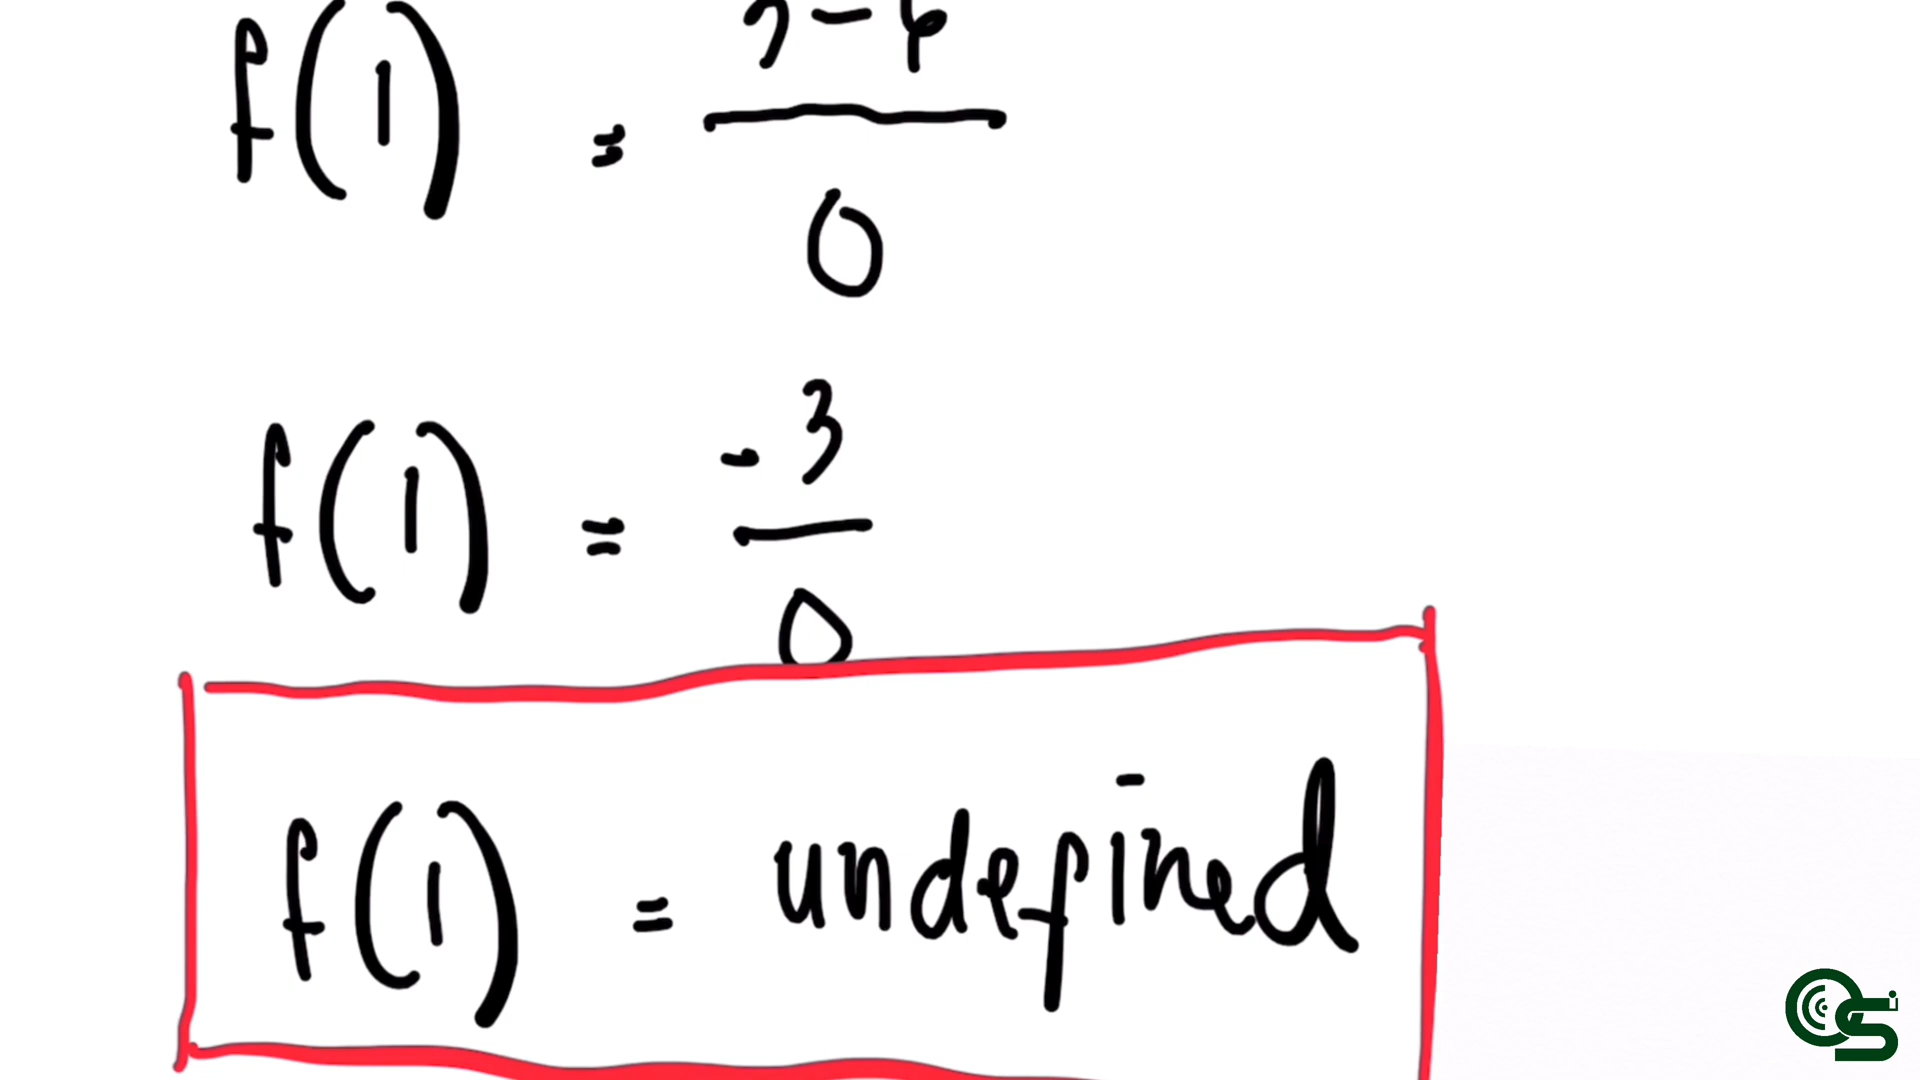 f(1) =
0
f(1) = -3
0
f(1) = undefined